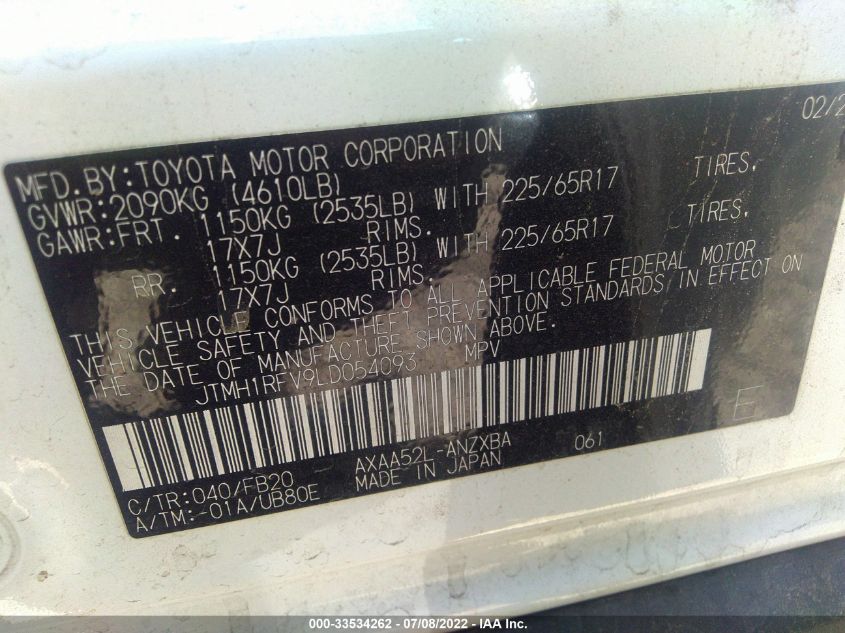 02/2
MFD. BY: TOYOTA MOTOR CORPORATION
GVWR: 2090KG (4610LB)
GAWR: FRT. 1150KG (2535LB) WITH 225/65R17 TIRES,
17X7J RIMS.
RR. 1150KG (2535LB) WITH 225/65R17 TIRES,
17X7J RIMS.
THIS VEHICLE CONFORMS TO ALL APPLICABLE FEDERAL MOTOR
VEHICLE SAFETY AND THEFT PREVENTION STANDARDS IN EFFECT ON
THE DATE OF MANUFACTURE SHOWN ABOVE.
JTMH1RFV9LD054093 MPV
E
C/TR: 040/FB20 AXAA52L-ANZXBA 061
A/TM: -01A/UB80E MADE IN JAPAN
000-33534262 - 07/08/2022 - © IAA Inc.